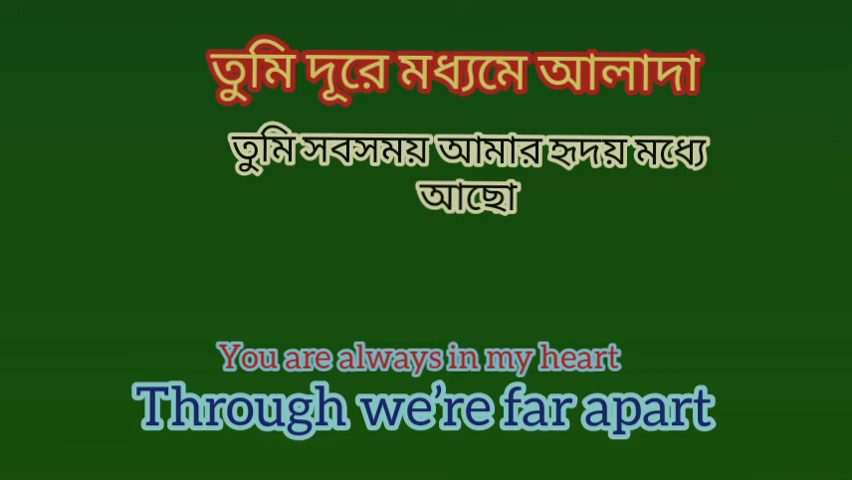 তুমি দূরে মধ্যমে আলাদা
তুমি সবসময় আমার হৃদয় মধ্যে
আছো
You are always in my heart
Through we're far apart